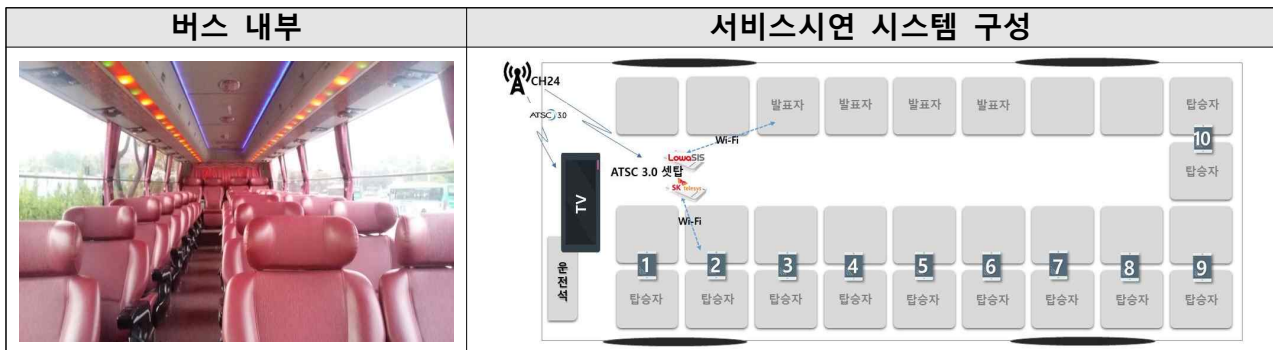 버스 내부
서비스시연 시스템 구성
CH24
ATSC 3.0
발표자 발표자 발표자 발표자 탑승자
Wi-Fi
10
LowaSIS
ATSC 3.0 셋탑
SK telesys
탑승자
TV
Wi-Fi
운전석
1 2 3 4 5 6 7 8 9
탑승자 탑승자 탑승자 탑승자 탑승자 탑승자 탑승자 탑승자 탑승자